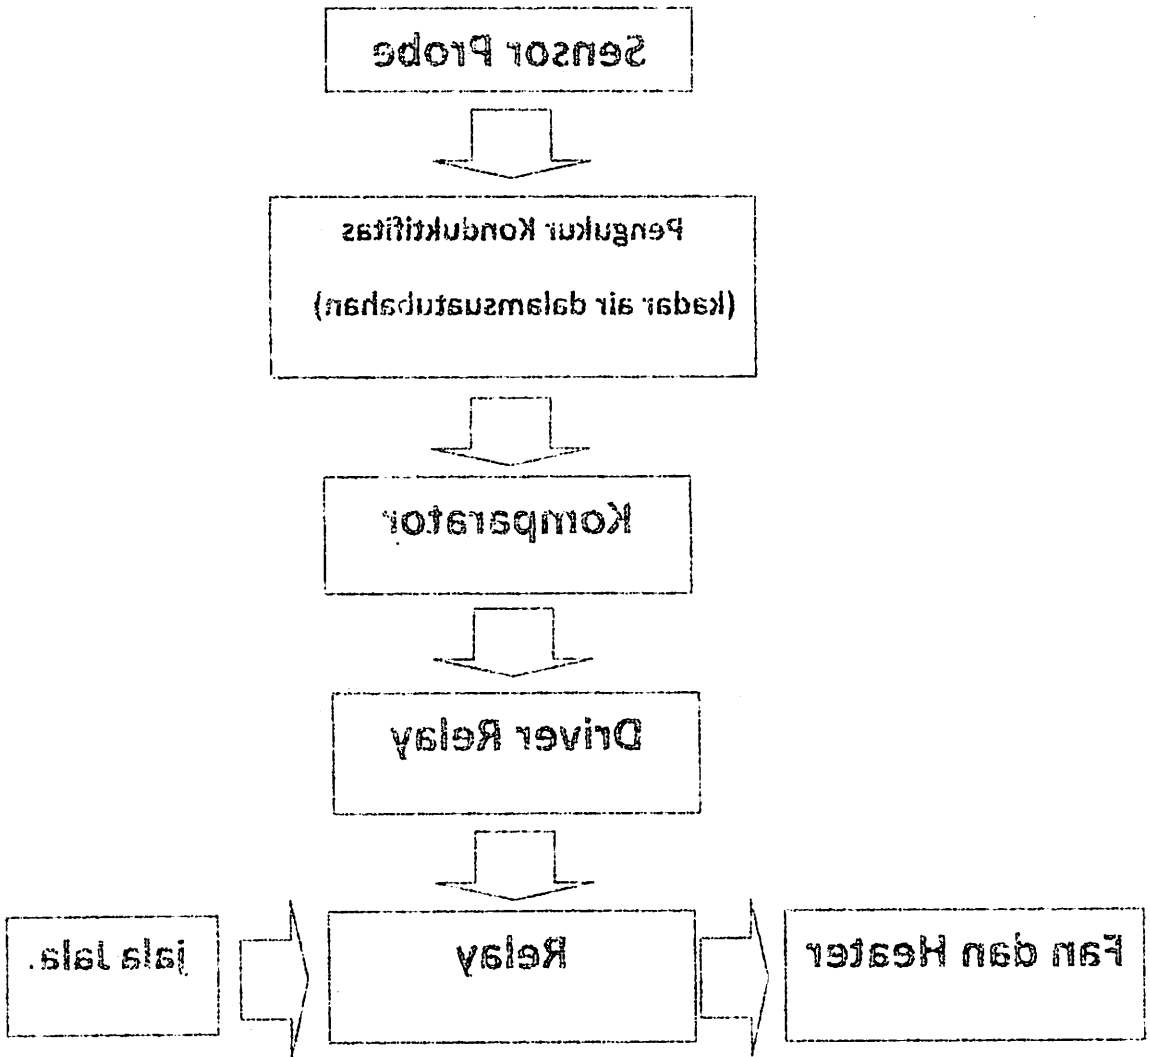 Sensor Probe
Pengukur Konduktifitas
(kadar air dalamsuatubahan)
Komparator
Driver Relay
jala Jala.
Relay
Fan dan Heater